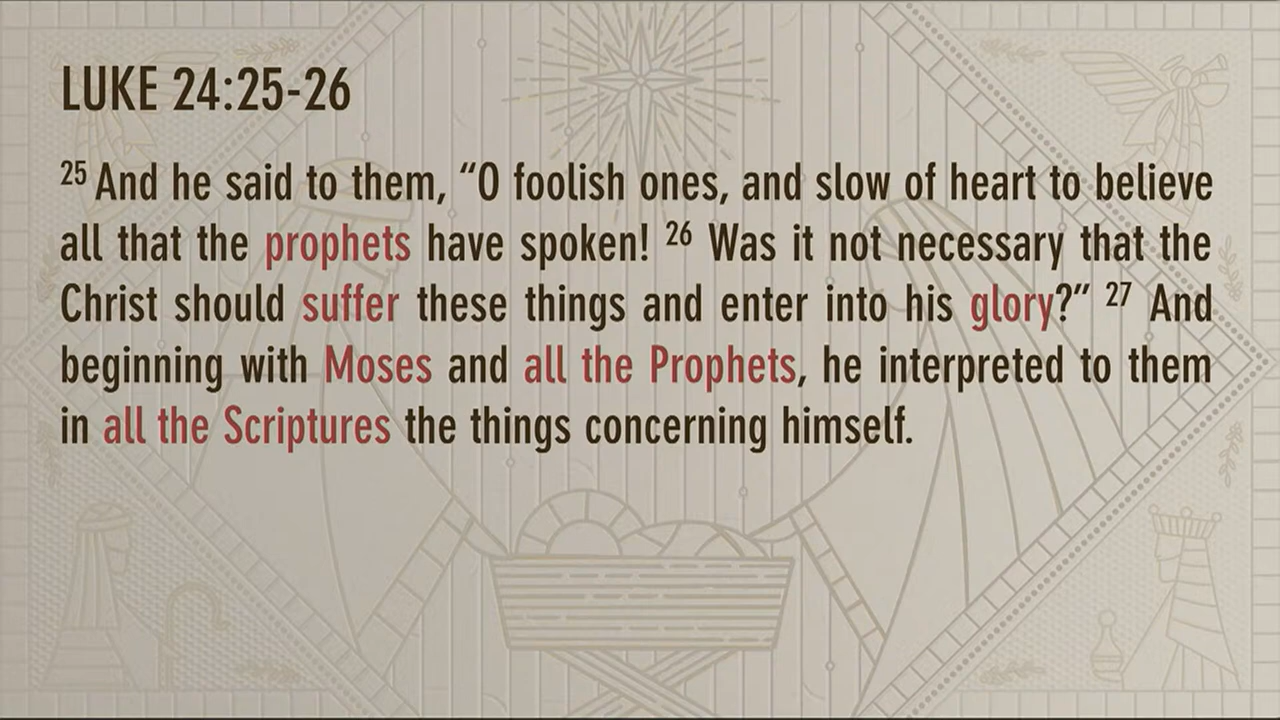 LUKE 24:25-26
25 And he said to them, “O foolish ones, and slow of heart to believe
all that the prophets have spoken! 26 Was it not necessary that the
Christ should suffer these things and enter into his glory?” 27 And
beginning with Moses and all the Prophets, he interpreted to them
in all the Scriptures the things concerning himself.